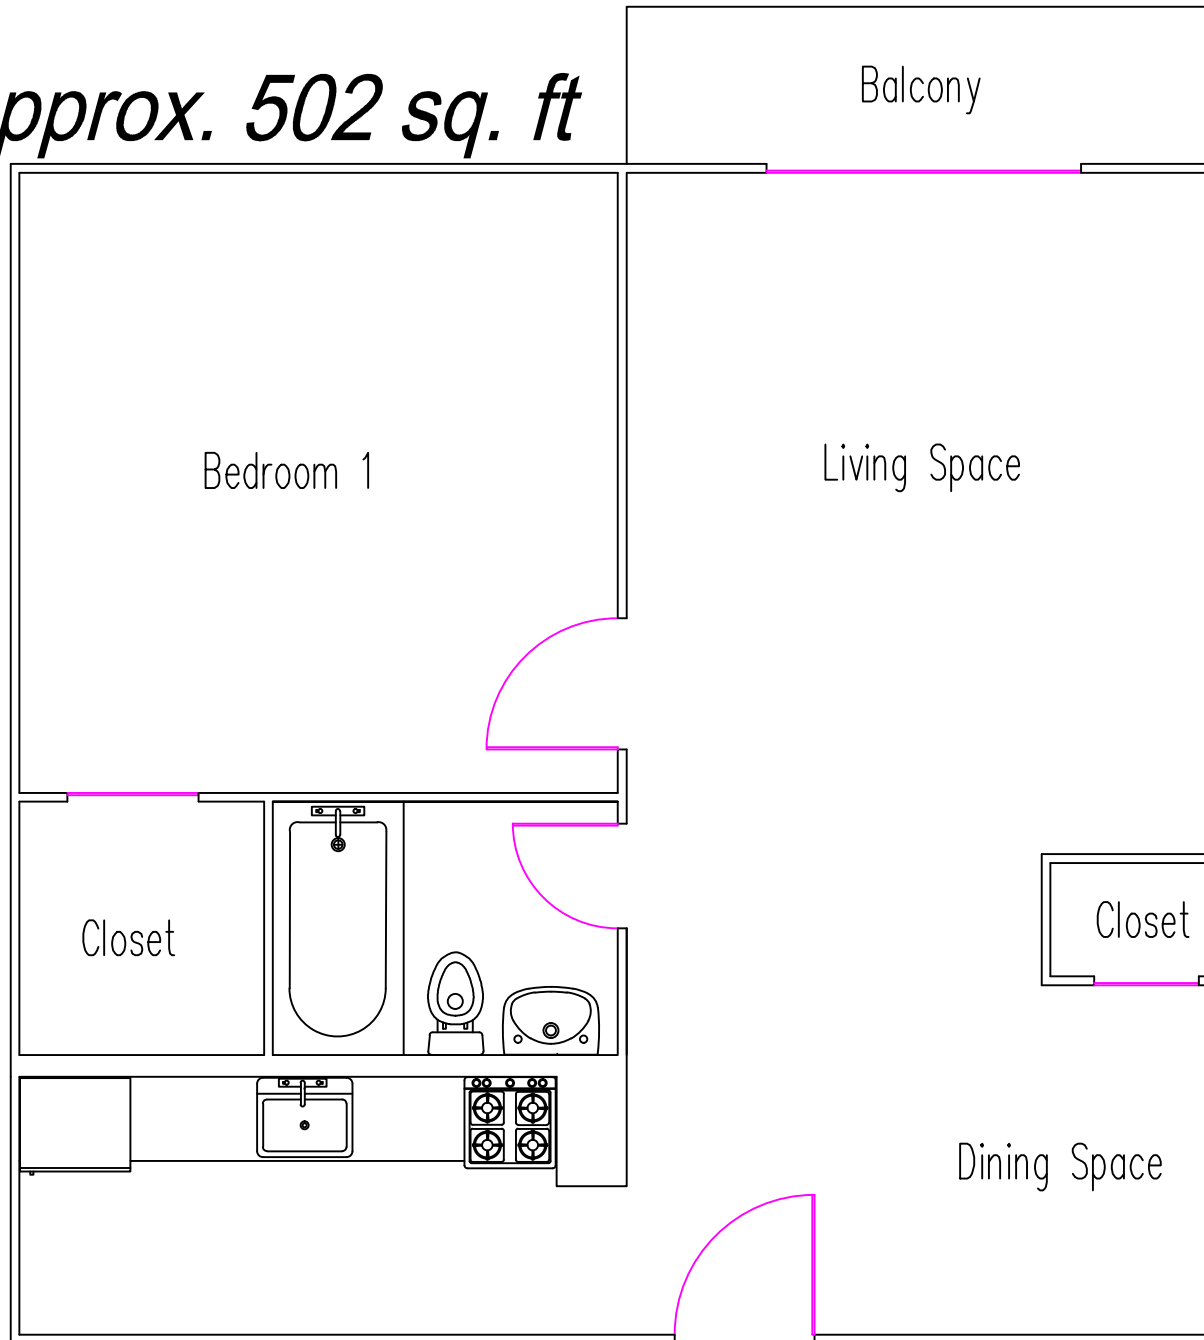 pprox. 502 sq. ft
Balcony
Bedroom 1
Living Space
Closet
Closet
Dining Space